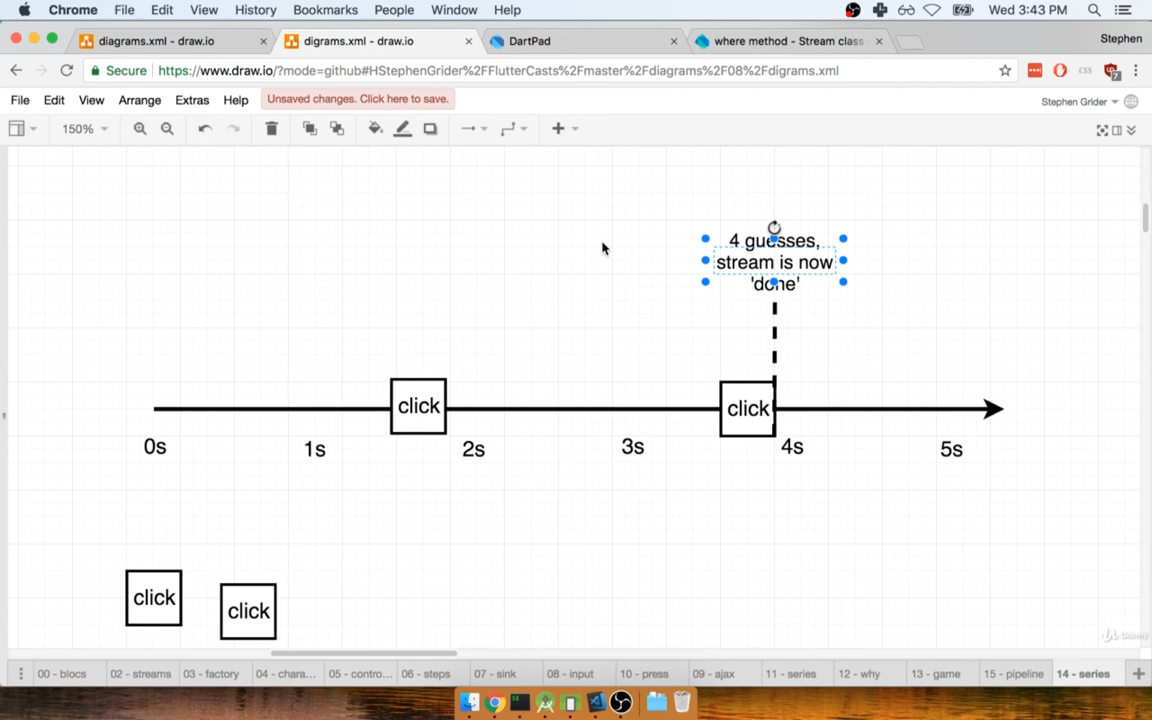 Chrome File Edit View History Bookmarks People Window Help Wed 3:43 PM
diagrams.xml - draw.io digrams.xml - draw.io DartPad where method - Stream class Stephen
Secure https://www.draw.io/?mode=github#HStephenGrider%2FFlutterCasts%2Fmaster%2Fdiagrams%2F08%2Fdigrams.xml css 7
File Edit View Arrange Extras Help Unsaved changes. Click here to save. Stephen Grider
150%
4 guesses,
stream is now
'done'
click click
0s 1s 2s 3s 4s 5s
click click
Udemy
00 - blocs 02 - streams 03 - factory 04 - chara... 05 - contro... 06 - steps 07 - sink 08 - input 10 - press 09 - ajax 11 - series 12 - why 13 - game 15 - pipeline 14 - series